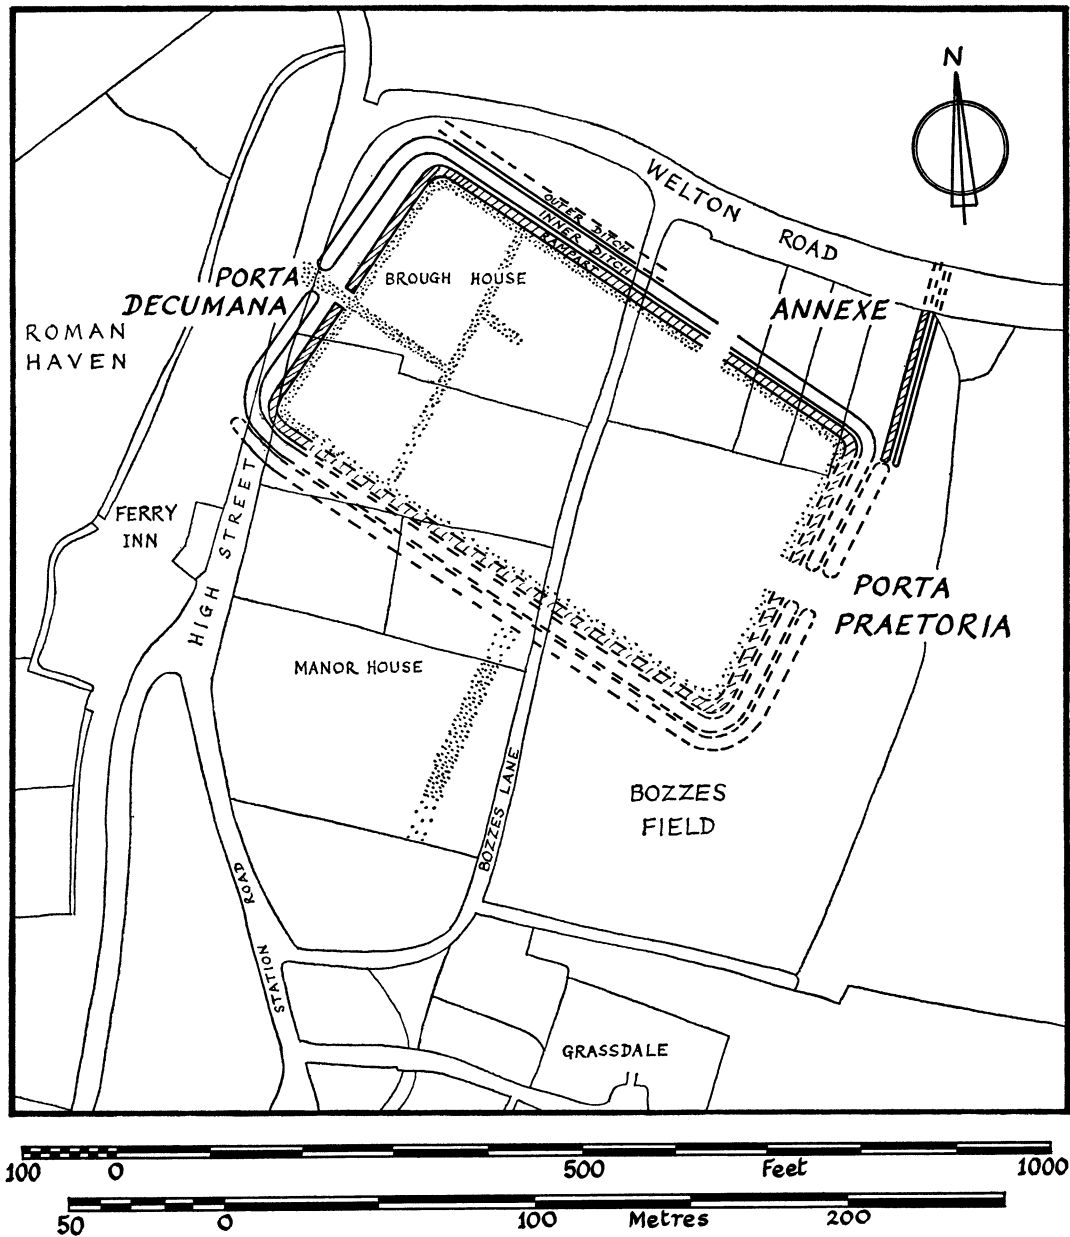 N
WELTON
ROAD
OUTER DITCH
INNER DITCH
RAMPART
PORTA
DECUMANA
BROUGH HOUSE
ANNEXE
ROMAN
HAVEN
FERRY
INN
HIGH STREET
PORTA
PRAETORIA
MANOR HOUSE
BOZZES LANE
BOZZES
FIELD
STATION ROAD
GRASSDALE
100 0 500 Feet 1000
50 0 100 Metres 200